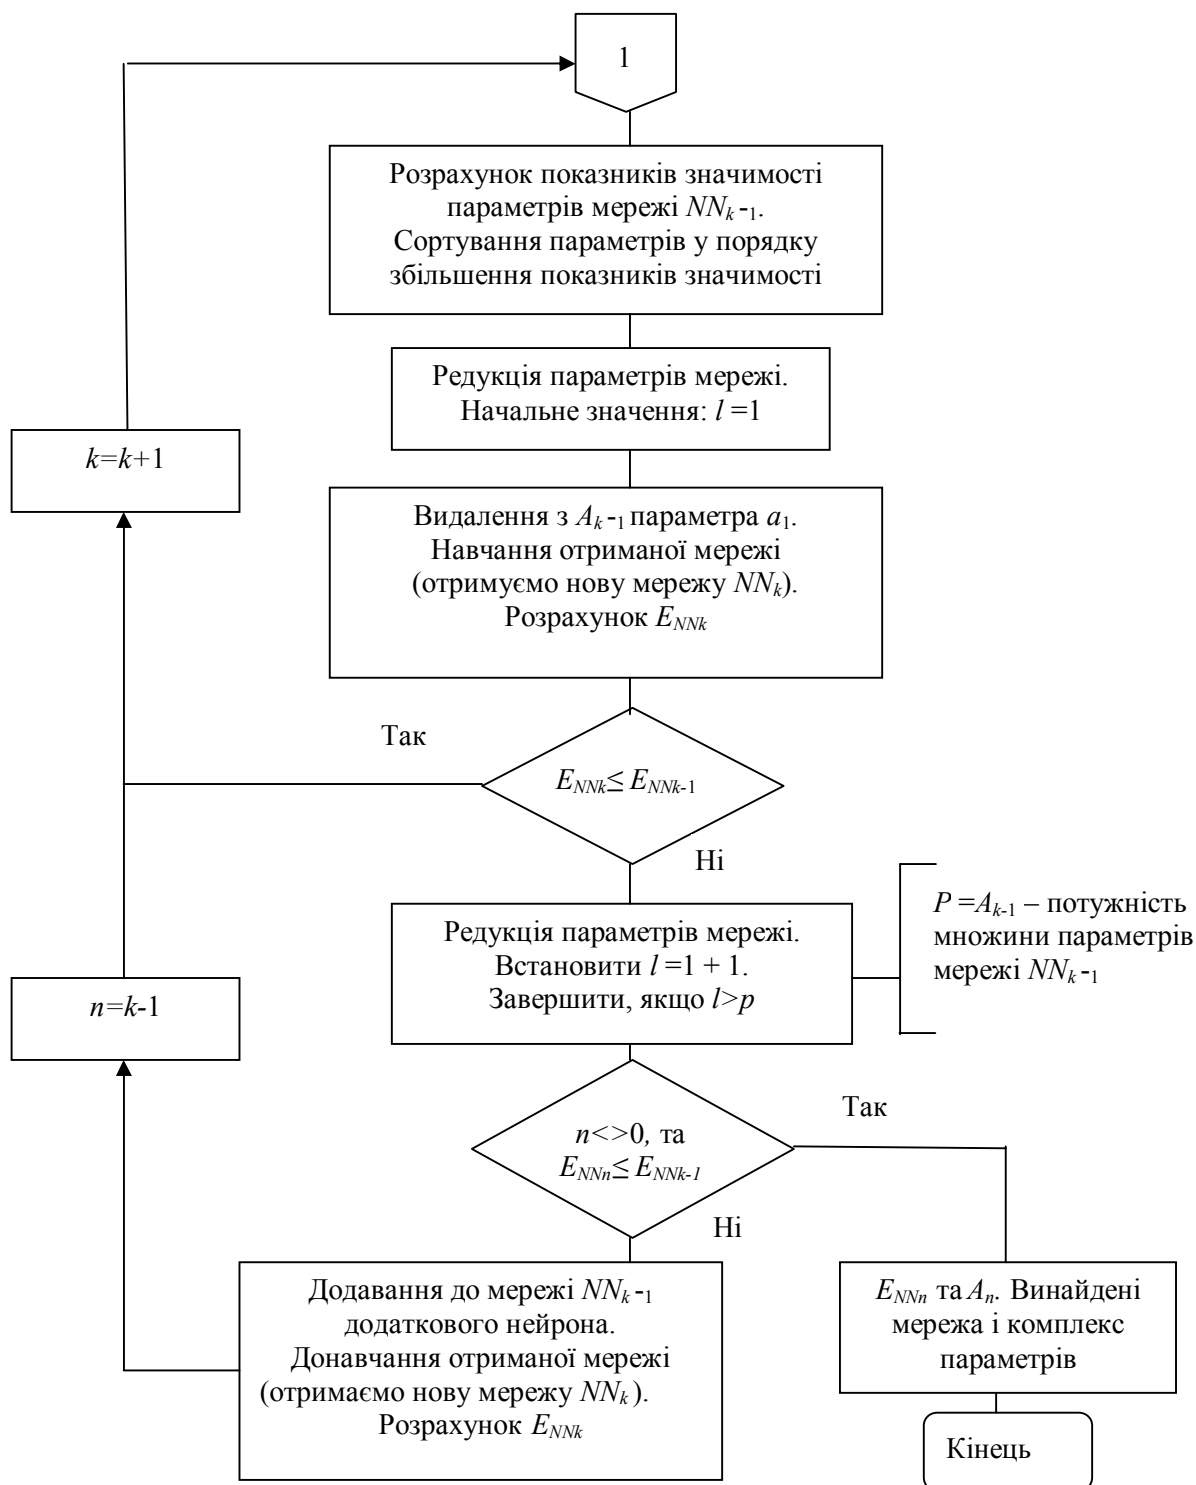 1
Розрахунок показників значимості
параметрів мережі NNk-1.
Сортування параметрів у порядку
збільшення показників значимості
Редукція параметрів мережі.
Начальне значення: l =1
k=k+1
Видалення з Ak-1 параметра a1.
Навчання отриманої мережі
(отримуємо нову мережу NNk).
Розрахунок ENNk
Так
ENNk≤ ENNk-1
Ні
Редукція параметрів мережі.
Встановити l =1 + 1.
Завершити, якщо l>p
P =Ak-1 – потужність
множини параметрів
мережі NNk-1
n=k-1
Так
n<>0, та
ENNn≤ ENNk-1
Ні
Додавання до мережі NNk-1
додаткового нейрона.
Донавчання отриманої мережі
(отримаємо нову мережу NNk).
Розрахунок ENNk
ENNn та An. Винайдені
мережа і комплекс
параметрів
Кінець